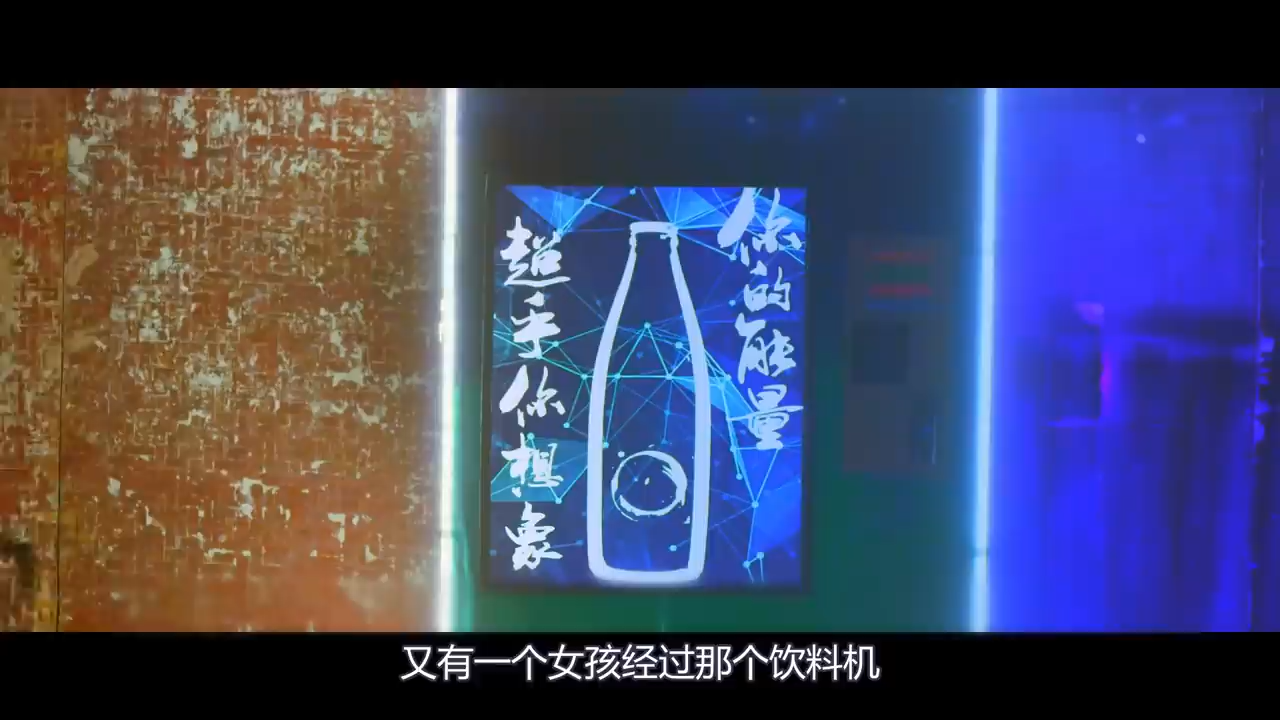 你的能量
超乎你想象
又有一个女孩经过那个饮料机